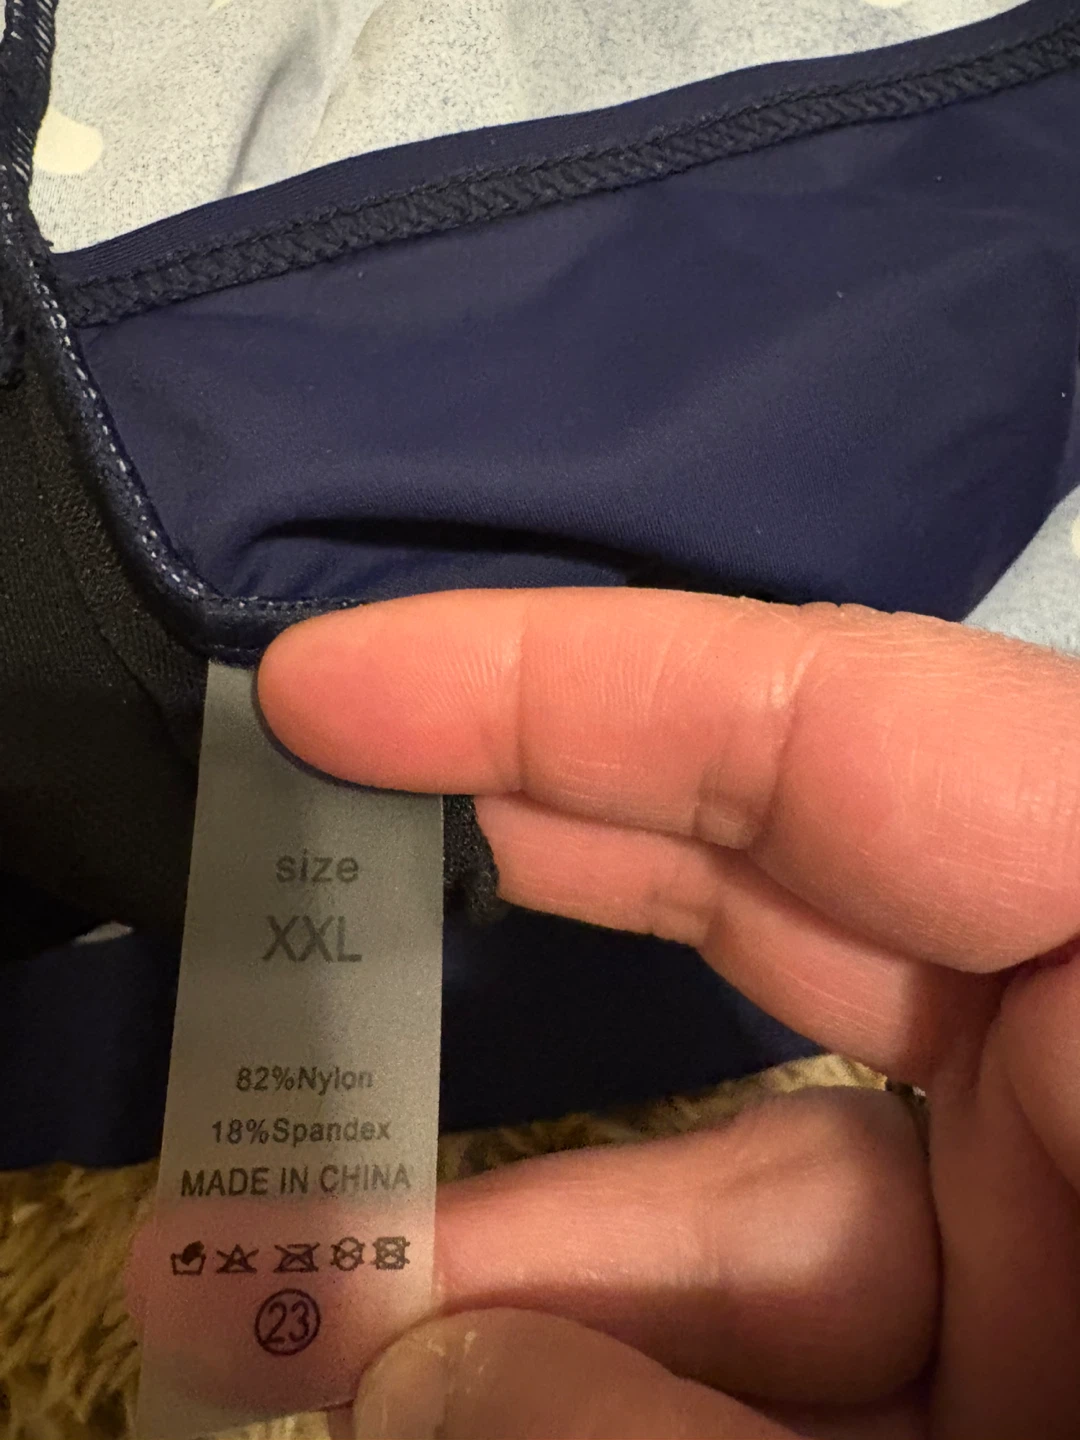 size
XXL
82%Nylon
18%Spandex
MADE IN CHINA
23